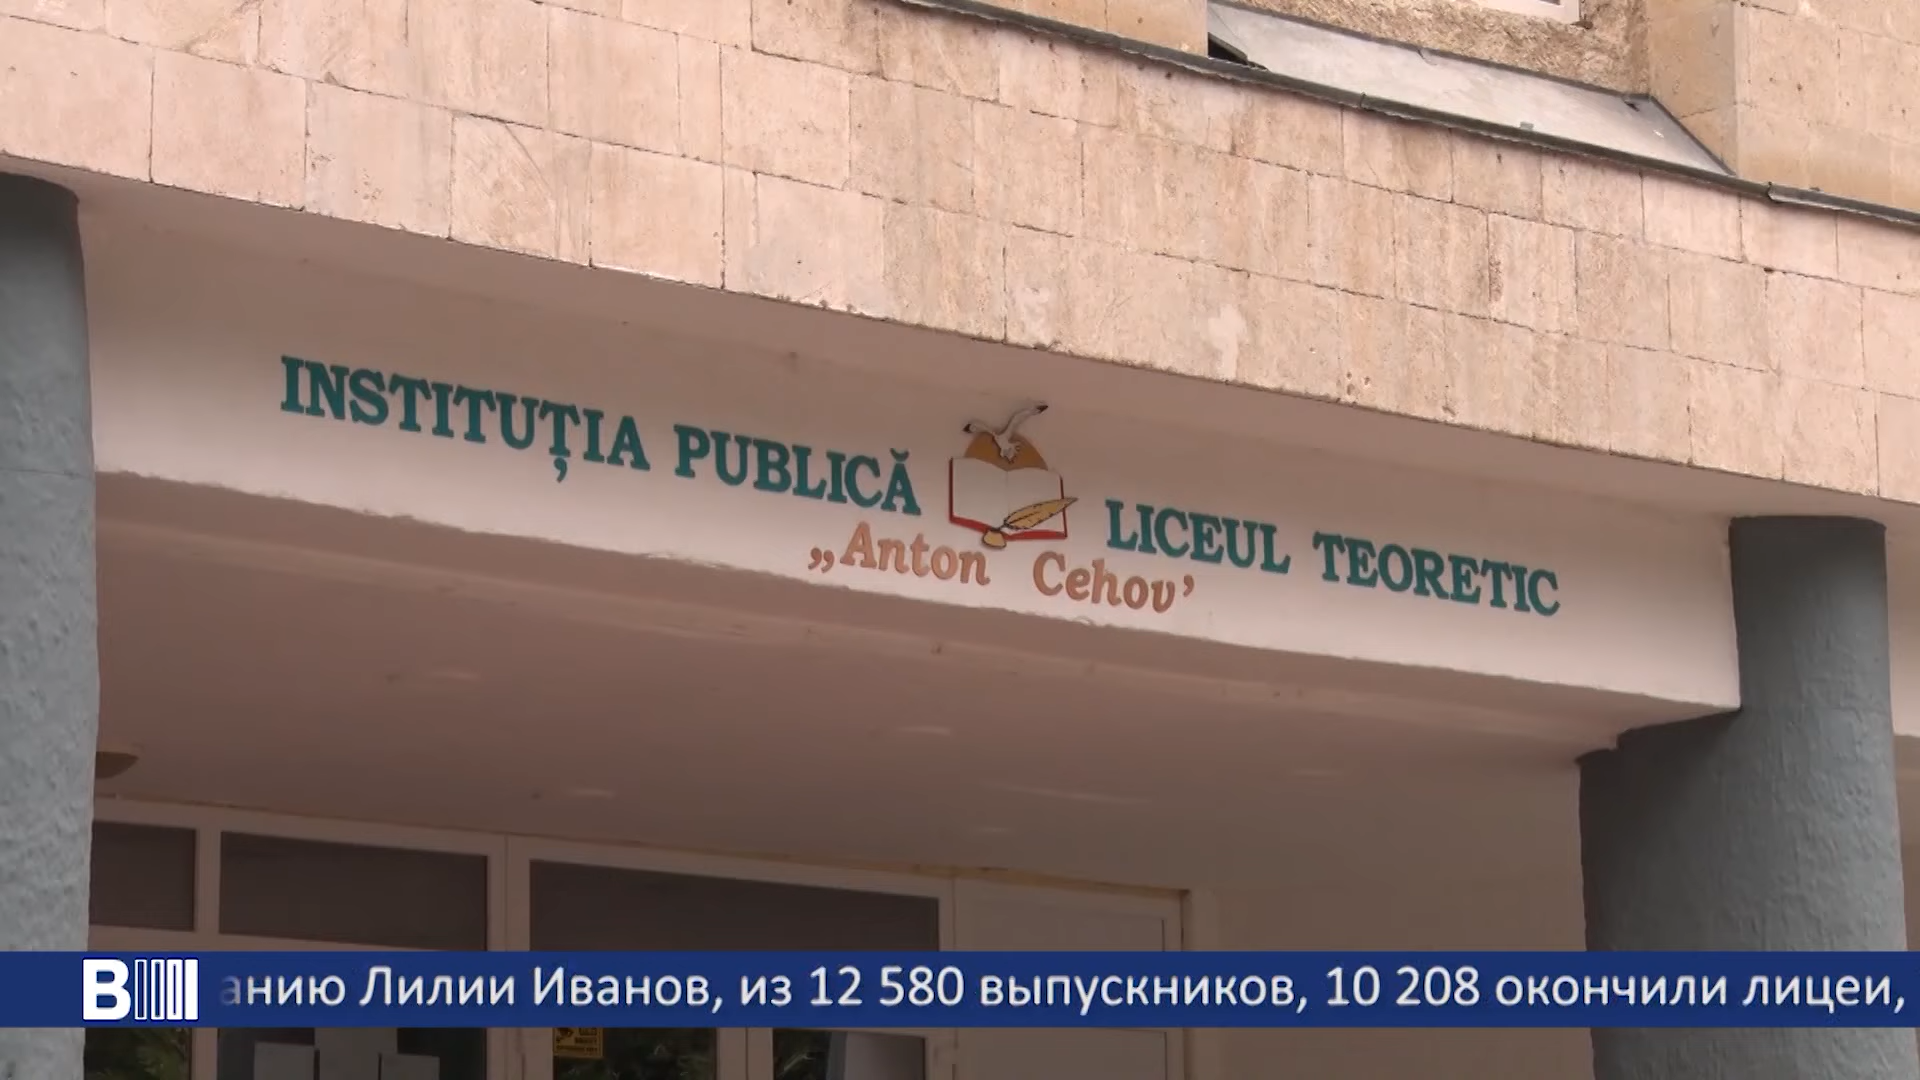 INSTITUȚIA PUBLICĂ LICEUL TEORETIC
„Anton Cehov’
анию Лилии Иванов, из 12 580 выпускников, 10 208 окончили лицеи,